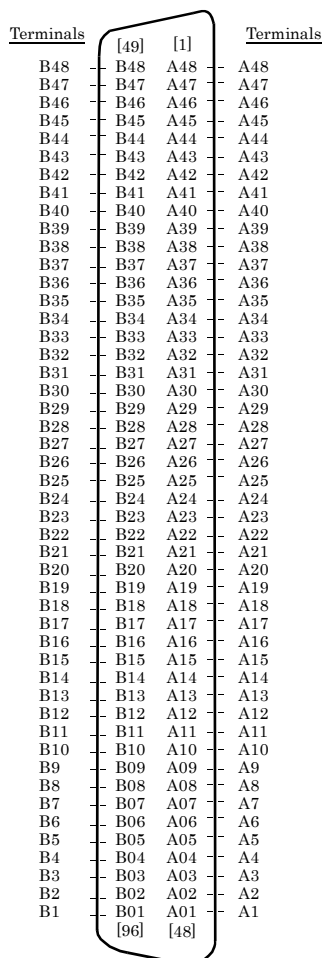 Terminals Terminals
[49] [1]
B48 B48 A48 A48
B47 B47 A47 A47
B46 B46 A46 A46
B45 B45 A45 A45
B44 B44 A44 A44
B43 B43 A43 A43
B42 B42 A42 A42
B41 B41 A41 A41
B40 B40 A40 A40
B39 B39 A39 A39
B38 B38 A38 A38
B37 B37 A37 A37
B36 B36 A36 A36
B35 B35 A35 A35
B34 B34 A34 A34
B33 B33 A33 A33
B32 B32 A32 A32
B31 B31 A31 A31
B30 B30 A30 A30
B29 B29 A29 A29
B28 B28 A28 A28
B27 B27 A27 A27
B26 B26 A26 A26
B25 B25 A25 A25
B24 B24 A24 A24
B23 B23 A23 A23
B22 B22 A22 A22
B21 B21 A21 A21
B20 B20 A20 A20
B19 B19 A19 A19
B18 B18 A18 A18
B17 B17 A17 A17
B16 B16 A16 A16
B15 B15 A15 A15
B14 B14 A14 A14
B13 B13 A13 A13
B12 B12 A12 A12
B11 B11 A11 A11
B10 B10 A10 A10
B9 B09 A09 A9
B8 B08 A08 A8
B7 B07 A07 A7
B6 B06 A06 A6
B5 B05 A05 A5
B4 B04 A04 A4
B3 B03 A03 A3
B2 B02 A02 A2
B1 B01 A01 A1
[96] [48]